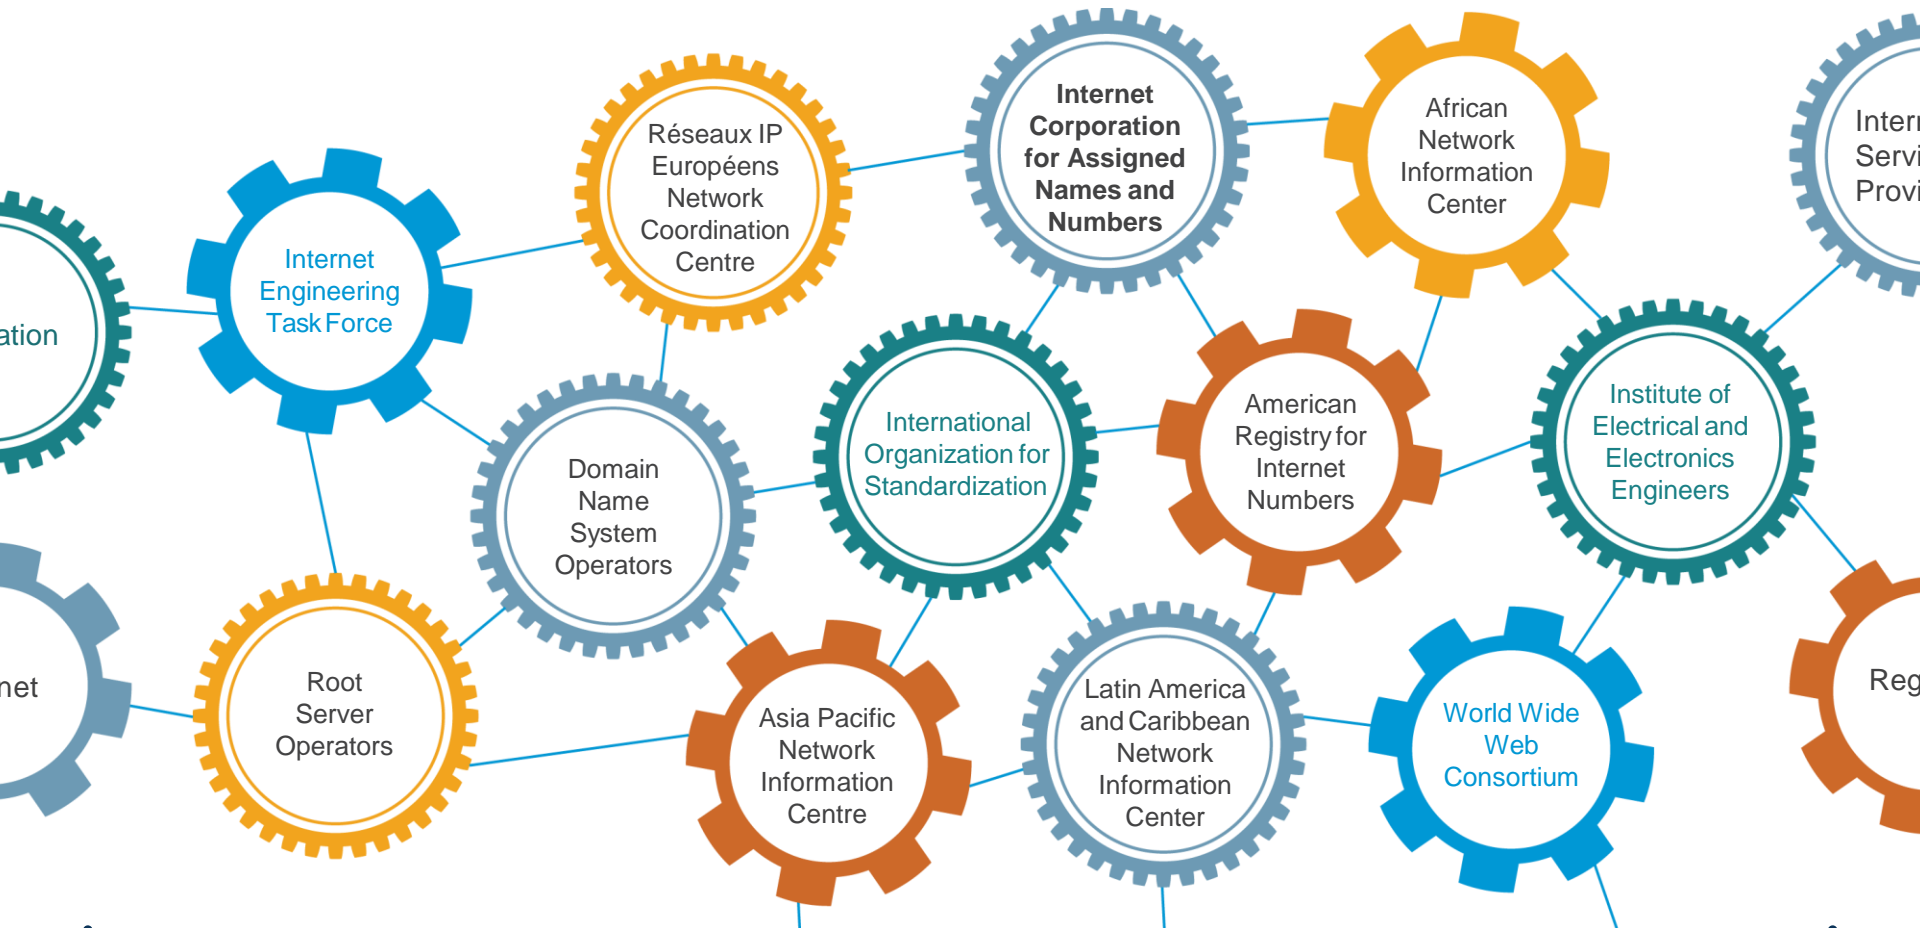 Internet
Corporation
for Assigned
Names and
Numbers
African
Network
Information
Center
Réseaux IP
Européens
Network
Coordination
Centre
Internet
Engineering
Task Force
American
Registry for
Internet
Numbers
Institute of
Electrical and
Electronics
Engineers
International
Organization for
Standardization
Domain
Name
System
Operators
Root
Server
Operators
Asia Pacific
Network
Information
Centre
Latin America
and Caribbean
Network
Information
Center
World Wide
Web
Consortium